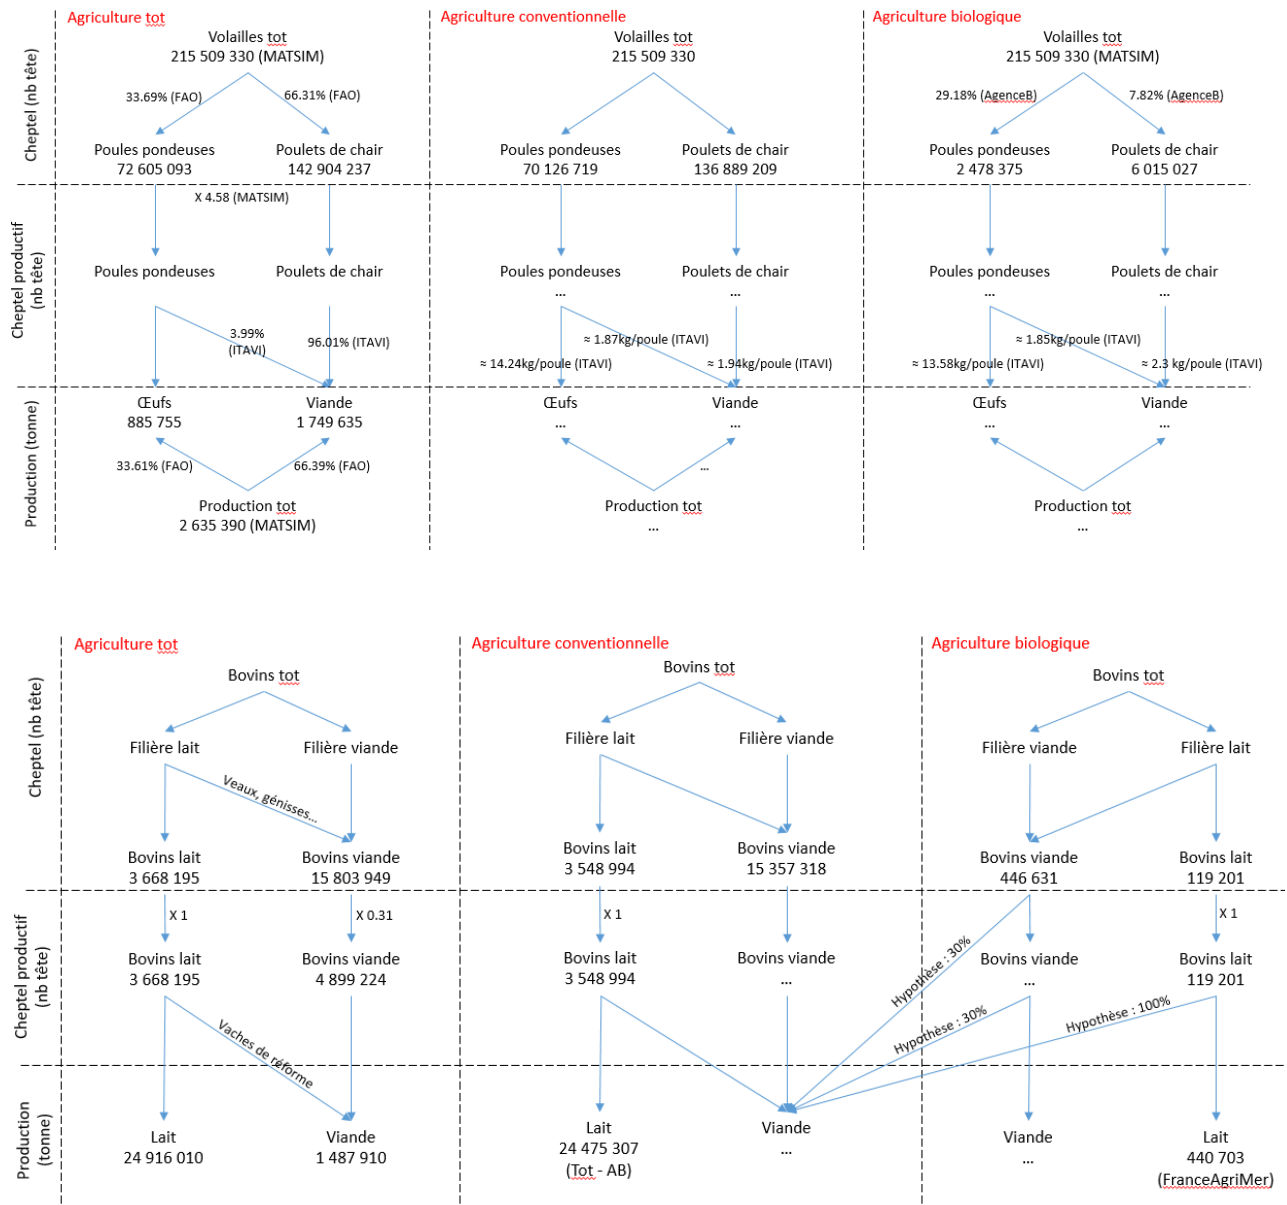 Agriculture tot
Agriculture conventionnelle
Agriculture biologique
Cheptel (nb tête)
Volailles tot
215 509 330 (MATSIM)
33.69% (FAO)
66.31% (FAO)
Poules pondeuses
72 605 093
Poulets de chair
142 904 237
Volailles tot
215 509 330
Poules pondeuses
70 126 719
Poulets de chair
136 889 209
Volailles tot
215 509 330 (MATSIM)
29.18% (AgenceB)
7.82% (AgenceB)
Poules pondeuses
2 478 375
Poulets de chair
6 015 027
Cheptel productif
(nb tête)
X 4.58 (MATSIM)
Poules pondeuses
Poulets de chair
3.99%
(ITAVI)
96.01% (ITAVI)
Poules pondeuses
...
Poulets de chair
...
≈ 1.87kg/poule (ITAVI)
≈ 14.24kg/poule (ITAVI)
≈ 1.94kg/poule (ITAVI)
Poules pondeuses
...
Poulets de chair
...
≈ 1.85kg/poule (ITAVI)
≈ 13.58kg/poule (ITAVI)
≈ 2.3 kg/poule (ITAVI)
Production (tonne)
Œufs
885 755
Viande
1 749 635
33.61% (FAO)
66.39% (FAO)
Production tot
2 635 390 (MATSIM)
Œufs
...
Viande
...
...
Production tot
...
Œufs
...
Viande
...
Production tot
...
Agriculture tot
Agriculture conventionnelle
Agriculture biologique
Cheptel (nb tête)
Bovins tot
Filière lait
Filière viande
Veaux, génisses...
Bovins lait
3 668 195
Bovins viande
15 803 949
Bovins tot
Filière lait
Filière viande
Bovins lait
3 548 994
Bovins viande
15 357 318
Bovins tot
Filière viande
Filière lait
Bovins viande
446 631
Bovins lait
119 201
Cheptel productif
(nb tête)
X 1
X 0.31
Bovins lait
3 668 195
Bovins viande
4 899 224
Vaches de réforme
X 1
Bovins lait
3 548 994
Bovins viande
...
Hypothèse : 30%
Hypothèse : 30%
Hypothèse : 100%
X 1
Bovins viande
...
Bovins lait
119 201
Production
(tonne)
Lait
24 916 010
Viande
1 487 910
Lait
24 475 307
(Tot - AB)
Viande
...
Viande
...
Lait
440 703
(FranceAgriMer)